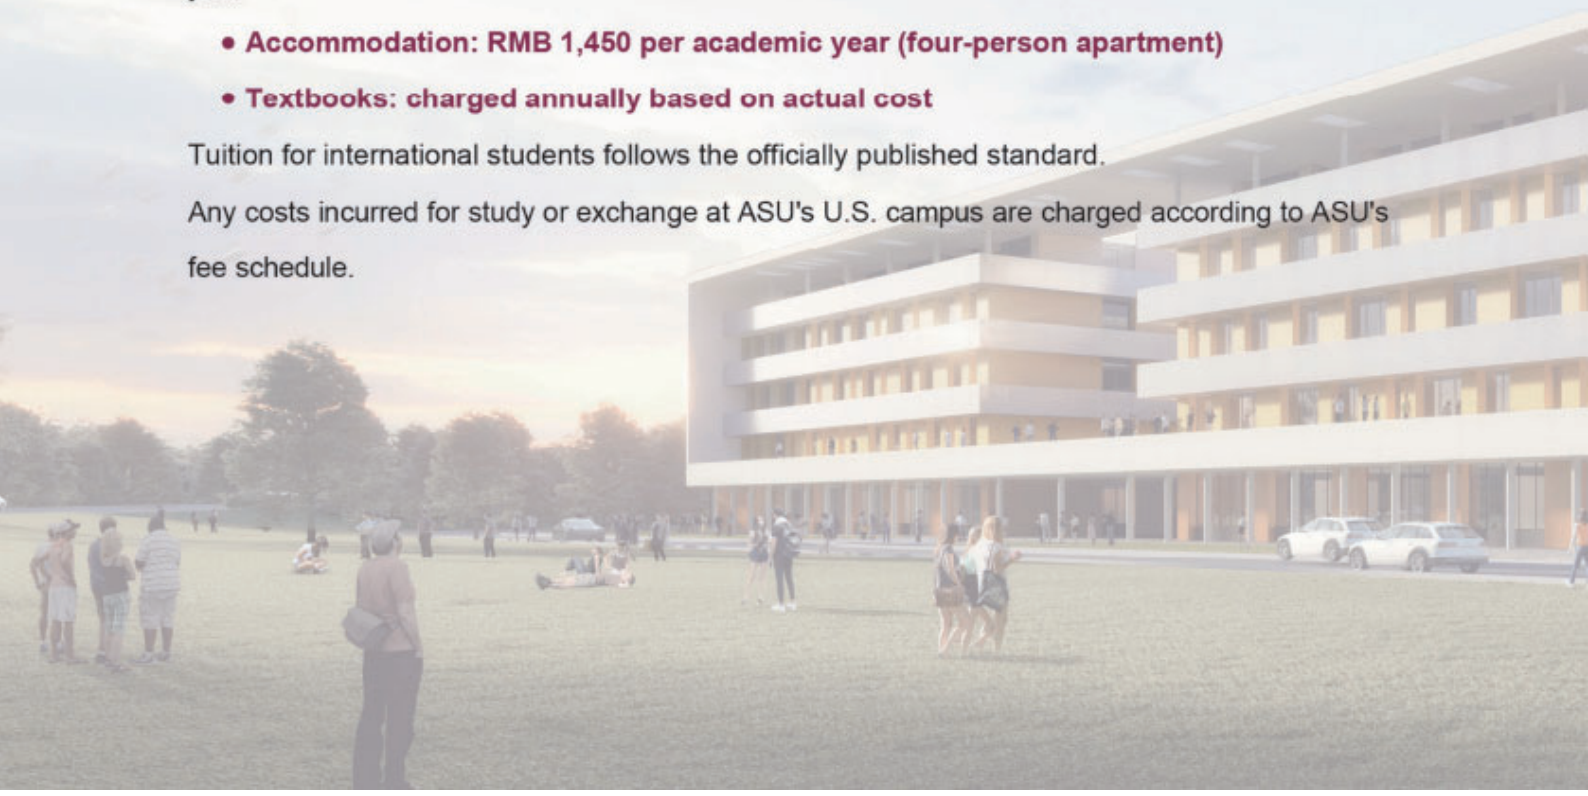 • Accommodation: RMB 1,450 per academic year (four-person apartment)
• Textbooks: charged annually based on actual cost
Tuition for international students follows the officially published standard.
Any costs incurred for study or exchange at ASU's U.S. campus are charged according to ASU's
fee schedule.